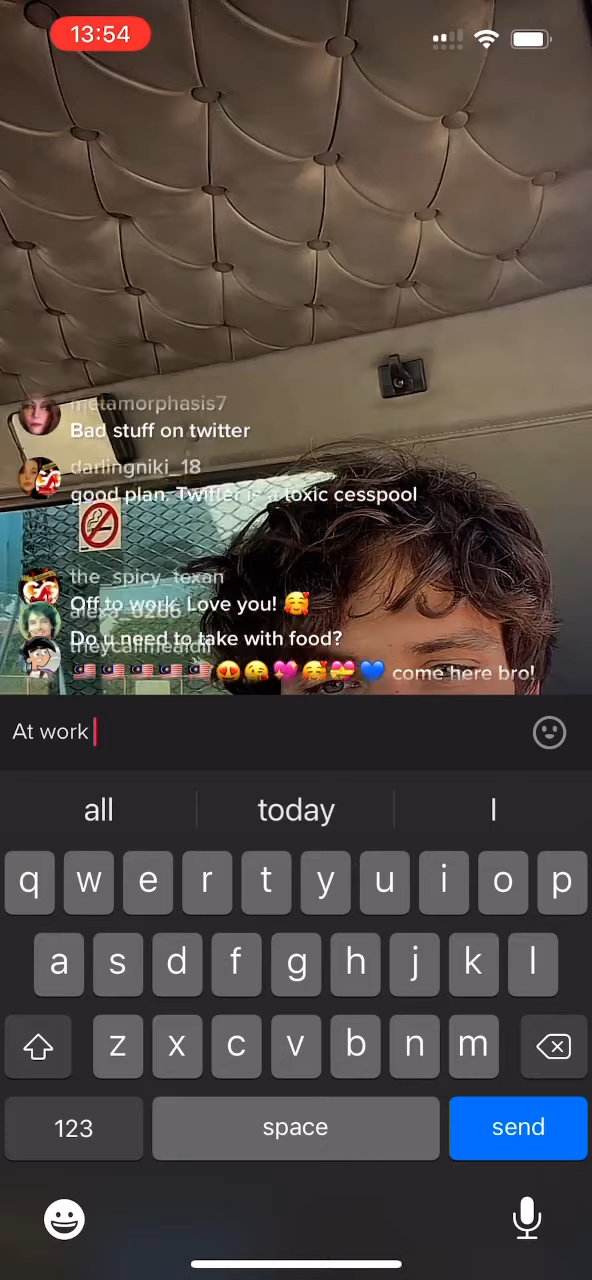 13:54
metamorphasis7
Bad stuff on twitter
darlingniki_18
good plan. Twitter is a toxic cesspool
the_spicy_texan
Off to work. Love you! 🥰
Do u need to take with food?
🇲🇾🇲🇾🇲🇾🇲🇾🇲🇾😍😘💖🥰💝💙 come here bro!
At work
all today I
q w e r t y u i o p
a s d f g h j k l
z x c v b n m
123 space send